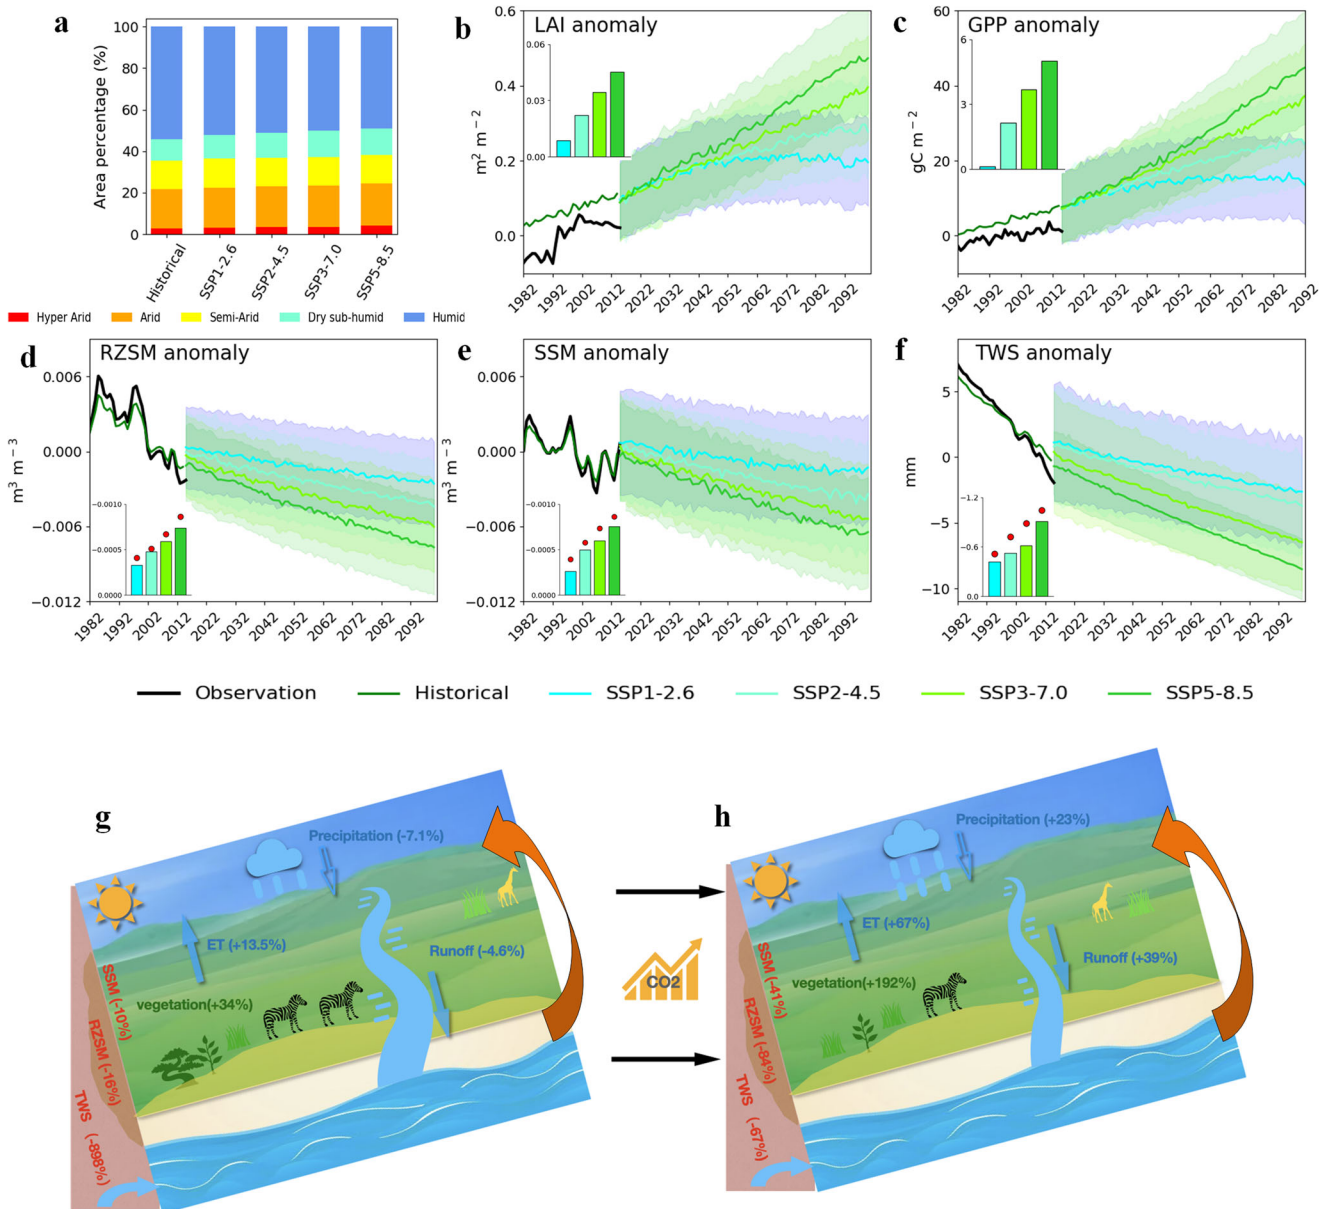 a
Area percentage (%)
100
80
60
40
20
0
Historical
SSP1-2.6
SSP2-4.5
SSP3-7.0
SSP5-8.5
Hyper Arid
Arid
Semi-Arid
Dry sub-humid
Humid
b
LAI anomaly
m² m⁻²
0.6
0.4
0.2
0.0
0.06
0.03
0.00
1982
1992
2002
2012
2022
2032
2042
2052
2062
2072
2082
2092
c
GPP anomaly
gC m⁻²
60
40
20
0
6
3
0
1982
1992
2002
2012
2022
2032
2042
2052
2062
2072
2082
2092
d
RZSM anomaly
m³ m⁻³
0.006
0.000
−0.006
−0.012
−0.0010
−0.0005
0.0000
1982
1992
2002
2012
2022
2032
2042
2052
2062
2072
2082
2092
e
SSM anomaly
m³ m⁻³
0.006
0.000
−0.006
−0.012
−0.0010
−0.0005
0.0000
1982
1992
2002
2012
2022
2032
2042
2052
2062
2072
2082
2092
f
TWS anomaly
mm
5
0
−5
−10
−1.2
−0.6
0.0
1982
1992
2002
2012
2022
2032
2042
2052
2062
2072
2082
2092
Observation
Historical
SSP1-2.6
SSP2-4.5
SSP3-7.0
SSP5-8.5
g
Precipitation (-7.1%)
ET (+13.5%)
Runoff (-4.6%)
vegetation(+34%)
SSM (-10%)
RZSM (-16%)
TWS (-898%)
CO2
h
Precipitation (+23%)
ET (+67%)
Runoff (+39%)
vegetation(+192%)
SSM (-41%)
RZSM (-84%)
TWS (-67%)